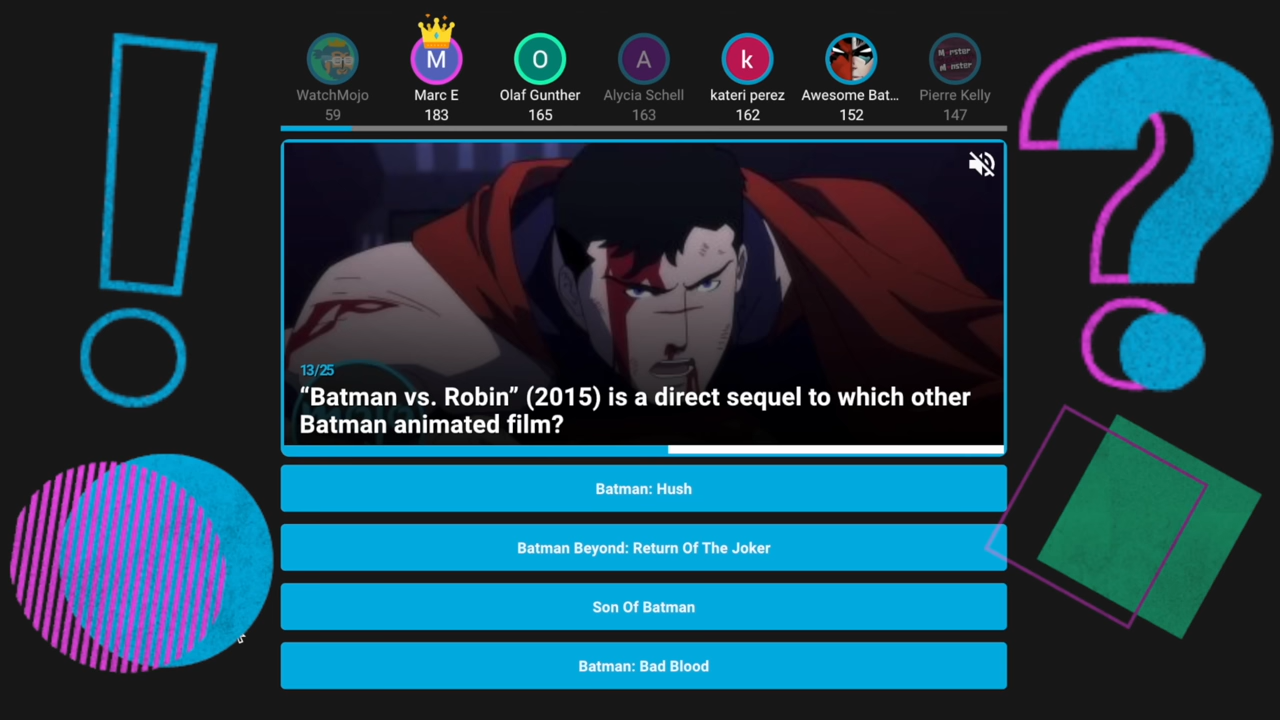 WatchMojo
59
M
Marc E
183
O
Olaf Gunther
165
A
Alycia Schell
163
k
kateri perez
162
Awesome Bat...
152
Pierre Kelly
147
13/25
“Batman vs. Robin” (2015) is a direct sequel to which other
Batman animated film?
Batman: Hush
Batman Beyond: Return Of The Joker
Son Of Batman
Batman: Bad Blood